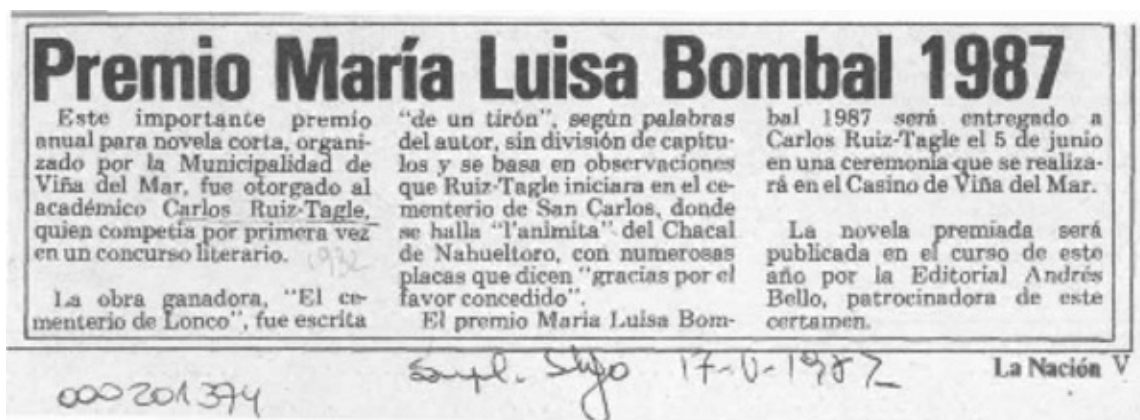 Premio María Luisa Bombal 1987
Este importante premio
anual para novela corta, organi-
zado por la Municipalidad de
Viña del Mar, fue otorgado al
académico Carlos Ruiz-Tagle,
quien competía por primera vez
en un concurso literario.
1932
La obra ganadora, "El ce-
menterio de Lonco", fue escrita
"de un tirón", según palabras
del autor, sin división de capítu-
los y se basa en observaciones
que Ruiz-Tagle iniciara en el ce-
menterio de San Carlos, donde
se halla "l'animita" del Chacal
de Nahueltoro, con numerosas
placas que dicen "gracias por el
favor concedido".
El premio María Luisa Bom-
bal 1987 será entregado a
Carlos Ruiz-Tagle el 5 de junio
en una ceremonia que se realiza-
rá en el Casino de Viña del Mar.
La novela premiada será
publicada en el curso de este
año por la Editorial Andrés
Bello, patrocinadora de este
certamen.
La Nación V
Supl. Stgo 17-V-1987
000201394